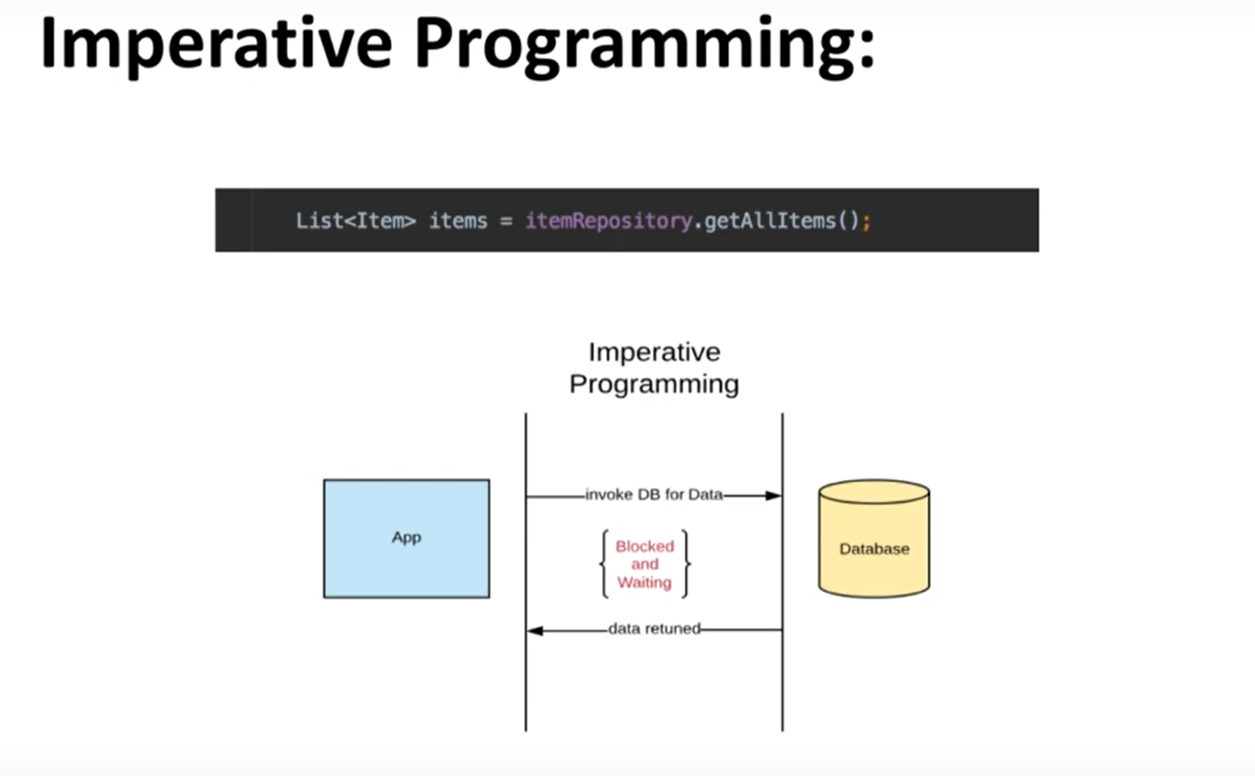 Imperative Programming:
List<Item> items = itemRepository.getAllItems();
Imperative
Programming
invoke DB for Data
App
Blocked
and
Waiting
Database
data retuned